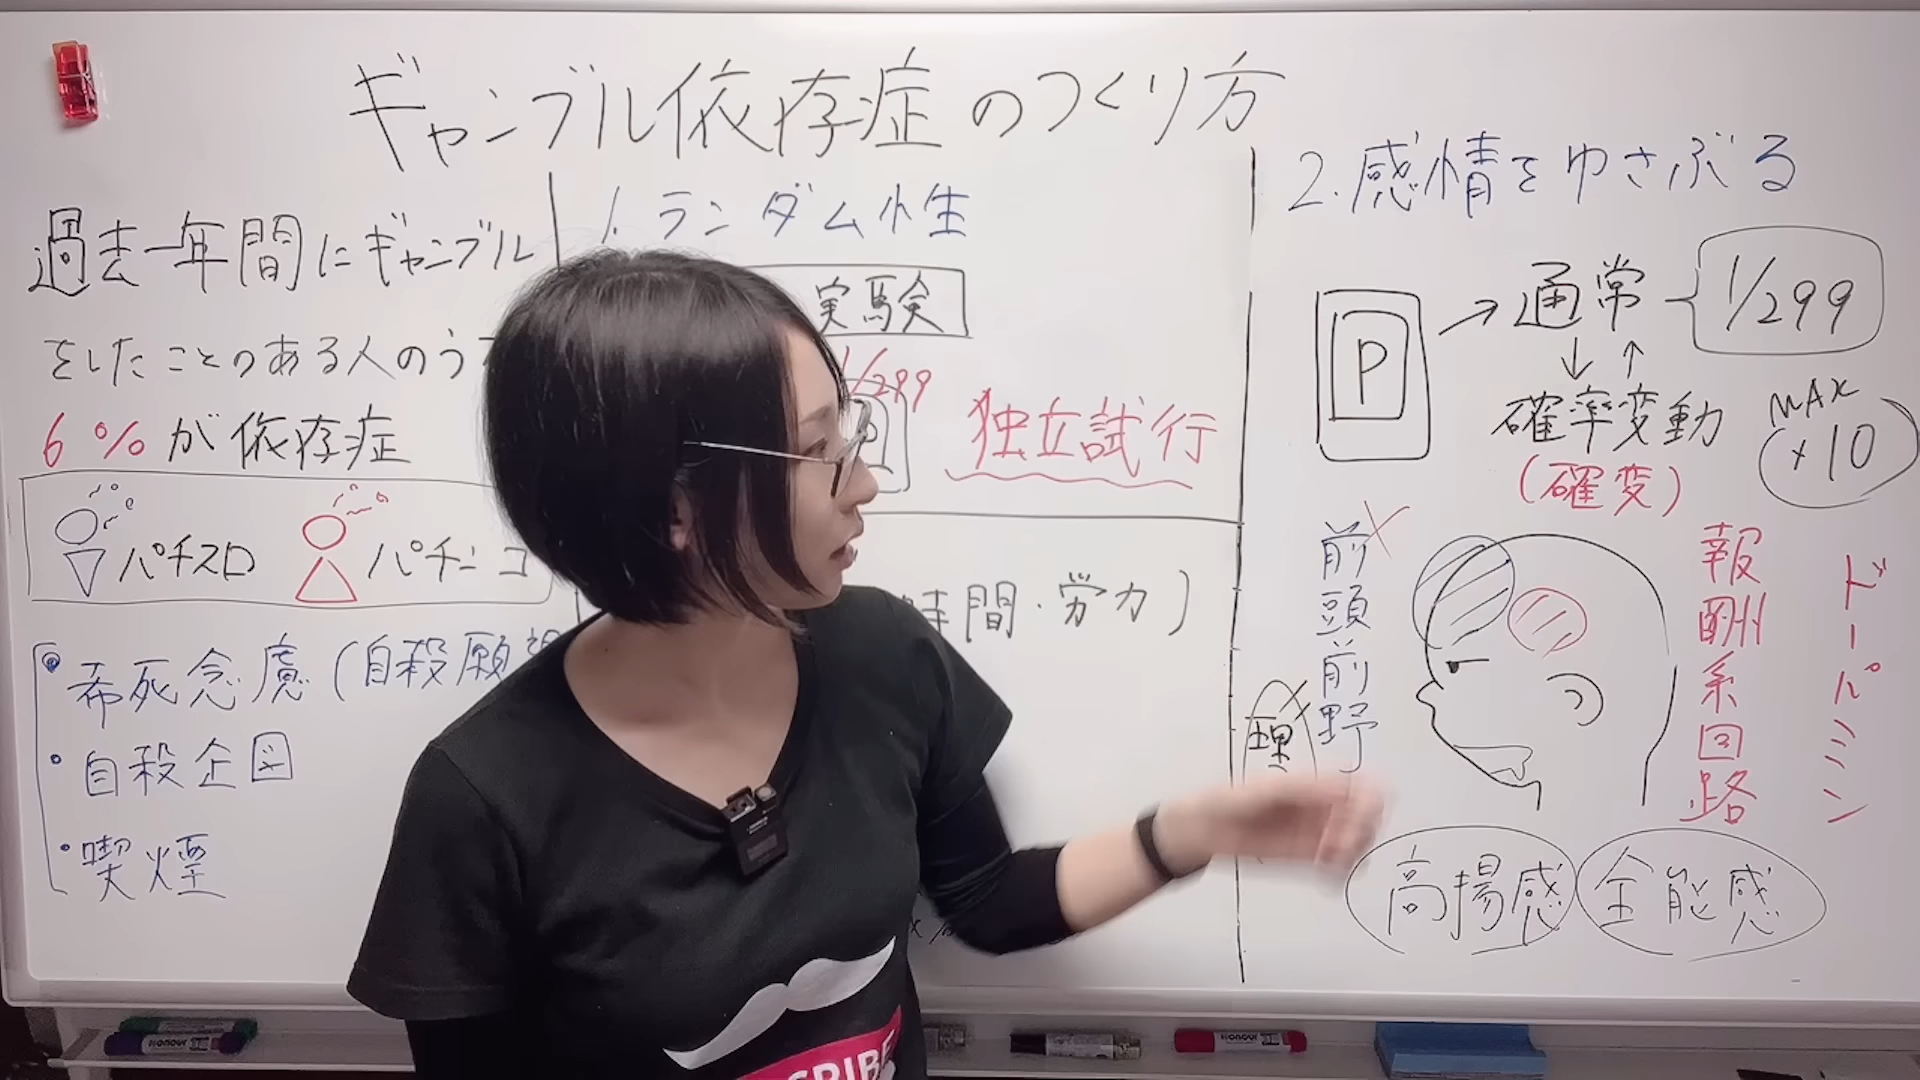 ギャンブル依存症のつくり方
過去一年間にギャンブル
をしたことのある人のう
6%が依存症
パチスロ
パチンコ
希死念慮(自殺願望
自殺企図
喫煙
1.ランダム性
実験
1/299
独立試行
時間・労力)
2.感情をゆさぶる
P
→通常
1/299
↓↑
確率変動
(確変)
MAX
×10
前頭前野
理
報酬系回路
ドーパミン
高揚感
全能感